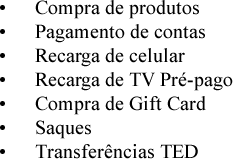 • Compra de produtos
• Pagamento de contas
• Recarga de celular
• Recarga de TV Pré-pago
• Compra de Gift Card
• Saques
• Transferências TED